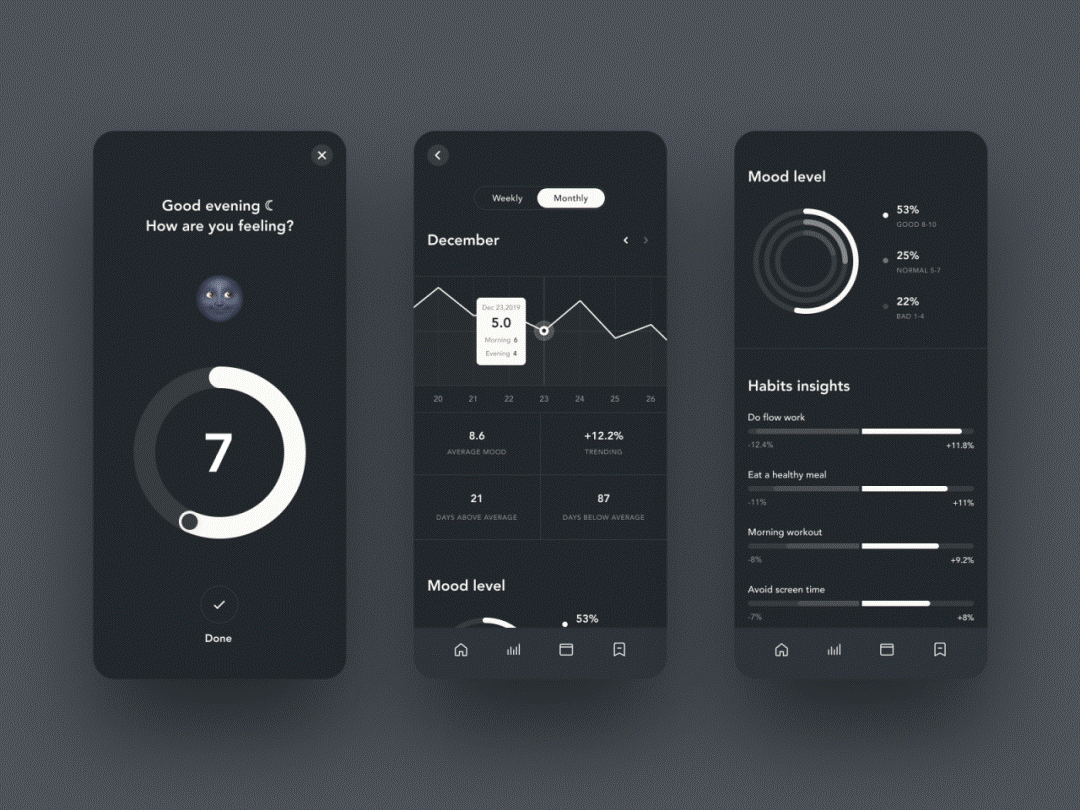 Good evening ☾
How are you feeling?
7
Done
Weekly Monthly
December
Dec 23,2019
5.0
Morning 6
Evening 4
20 21 22 23 24 25 26
8.6
AVERAGE MOOD
+12.2%
TRENDING
21
DAYS ABOVE AVERAGE
87
DAYS BELOW AVERAGE
Mood level
53%
Mood level
53%
GOOD 8-10
25%
NORMAL 5-7
22%
BAD 1-4
Habits insights
Do flow work
-12.4% +11.8%
Eat a healthy meal
-11% +11%
Morning workout
-8% +9.2%
Avoid screen time
-7% +8%